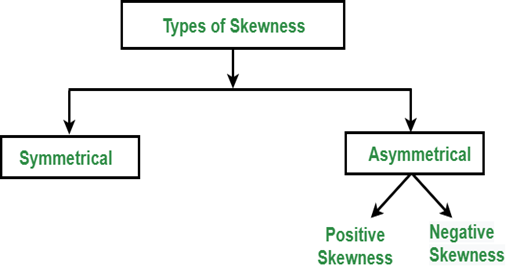 Types of Skewness
Symmetrical
Asymmetrical
Positive
Skewness
Negative
Skewness